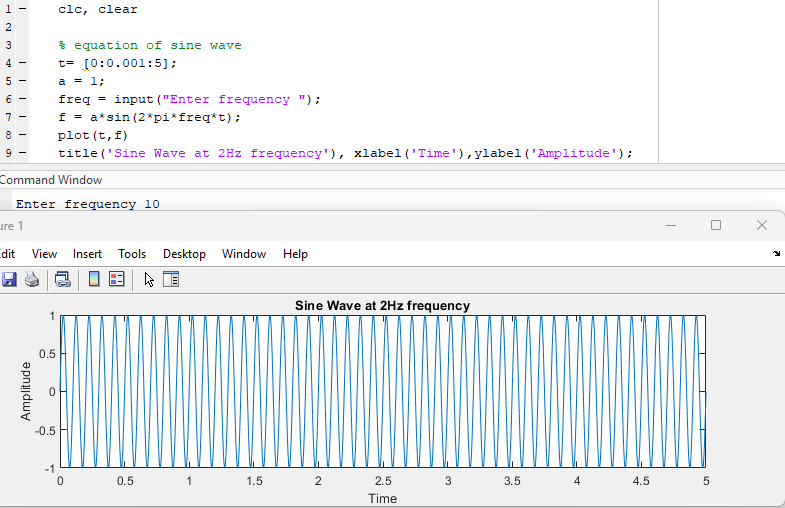 1 - clc, clear
2
3 % equation of sine wave
4 - t= [0:0.001:5];
5 - a = 1;
6 - freq = input("Enter frequency ");
7 - f = a*sin(2*pi*freq*t);
8 - plot(t,f)
9 - title('Sine Wave at 2Hz frequency'), xlabel('Time'),ylabel('Amplitude');
Command Window
Enter frequency 10
ure 1
dit View Insert Tools Desktop Window Help
Sine Wave at 2Hz frequency
1
0.5
0
-0.5
-1
Amplitude
0 0.5 1 1.5 2 2.5 3 3.5 4 4.5 5
Time